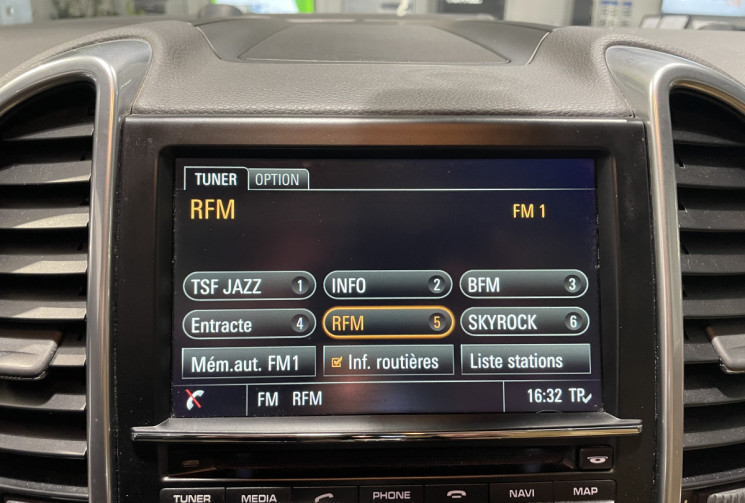 TUNER OPTION
RFM FM 1
TSF JAZZ 1 INFO 2 BFM 3
Entracte 4 RFM 5 SKYROCK 6
Mém.aut. FM1 Inf. routières Liste stations
FM RFM 16:32 TR
TUNER MEDIA PHONE NAVI MAP